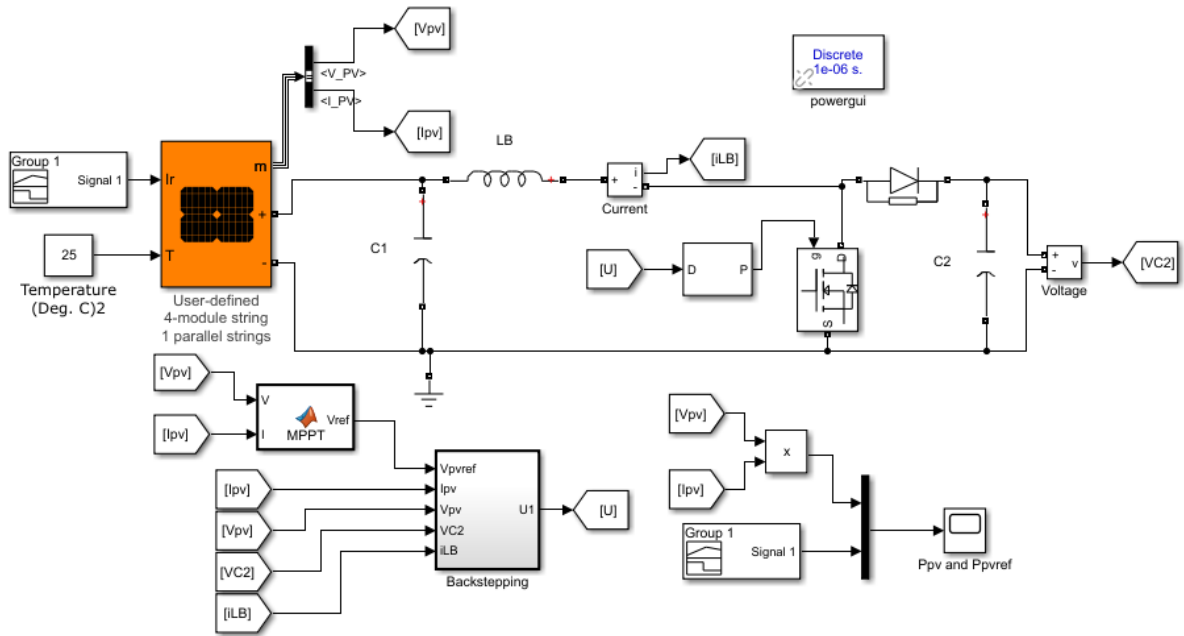 [Vpv]
<V_PV>
<I_PV>
[Ipv]
Discrete
1e-06 s.
powergui
Group 1
Signal 1
Ir
m
+
T
-
25
Temperature
(Deg. C)2
User-defined
4-module string
1 parallel strings
LB
+
+
i
-
Current
[iLB]
+
C1
[U]
D
P
g
D
S
+
C2
+
-
v
Voltage
[VC2]
[Vpv]
[Ipv]
V
I
MPPT
Vref
[Ipv]
[Vpv]
[VC2]
[iLB]
Vpvref
Ipv
Vpv
VC2
iLB
U1
Backstepping
[U]
[Vpv]
[Ipv]
x
Group 1
Signal 1
Ppv and Ppvref